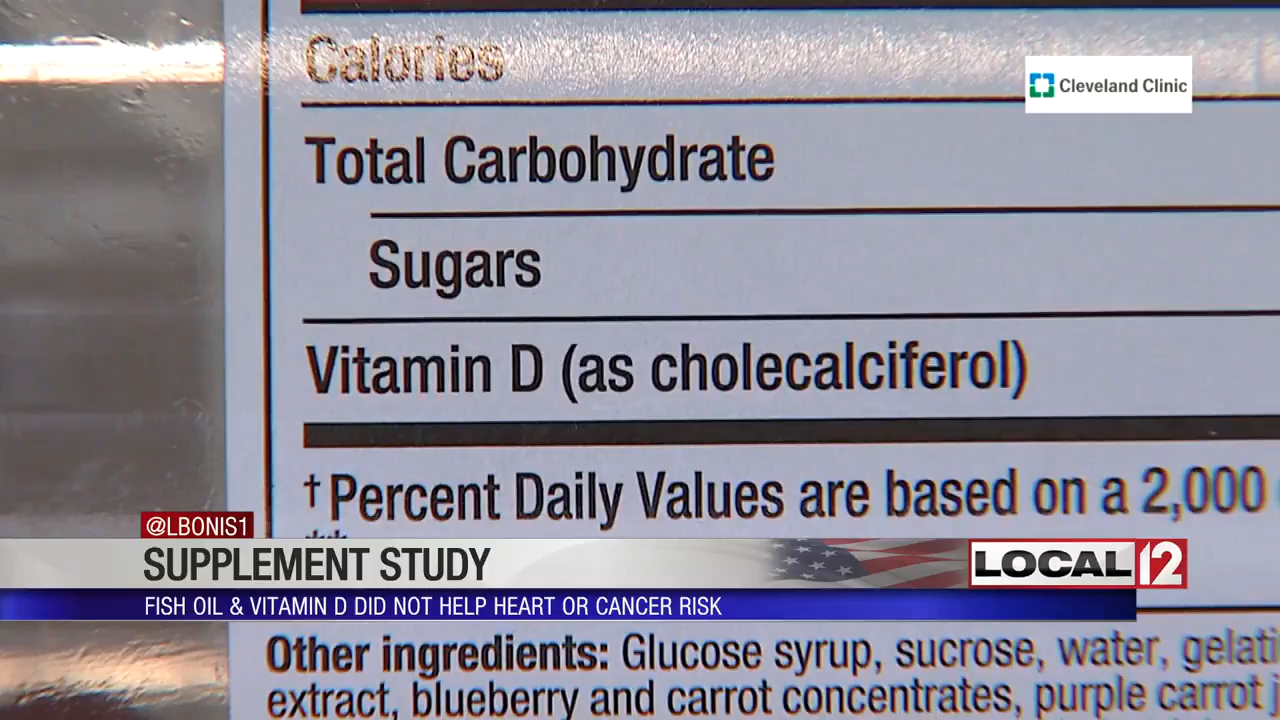 Calories
Cleveland Clinic
Total Carbohydrate
Sugars
Vitamin D (as cholecalciferol)
†Percent Daily Values are based on a 2,000
**
@LBONIS1
SUPPLEMENT STUDY
LOCAL 12
FISH OIL & VITAMIN D DID NOT HELP HEART OR CANCER RISK
Other ingredients: Glucose syrup, sucrose, water, gelati
extract, blueberry and carrot concentrates, purple carrot j